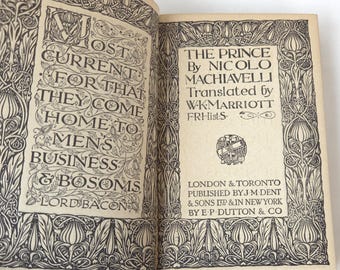 MOST
CURRENT
FOR THAT
THEY COME
HOME TO
MEN'S
BUSINESS
& BOSOMS
LORD BACON
THE PRINCE
By NICOLO
MACHIAVELLI
Translated by
W.K.MARRIOTT
F.R.Hist.S.
LONDON & TORONTO
PUBLISHED BY J.M.DENT
& SONS LTD & IN NEW YORK
BY E.P.DUTTON & CO